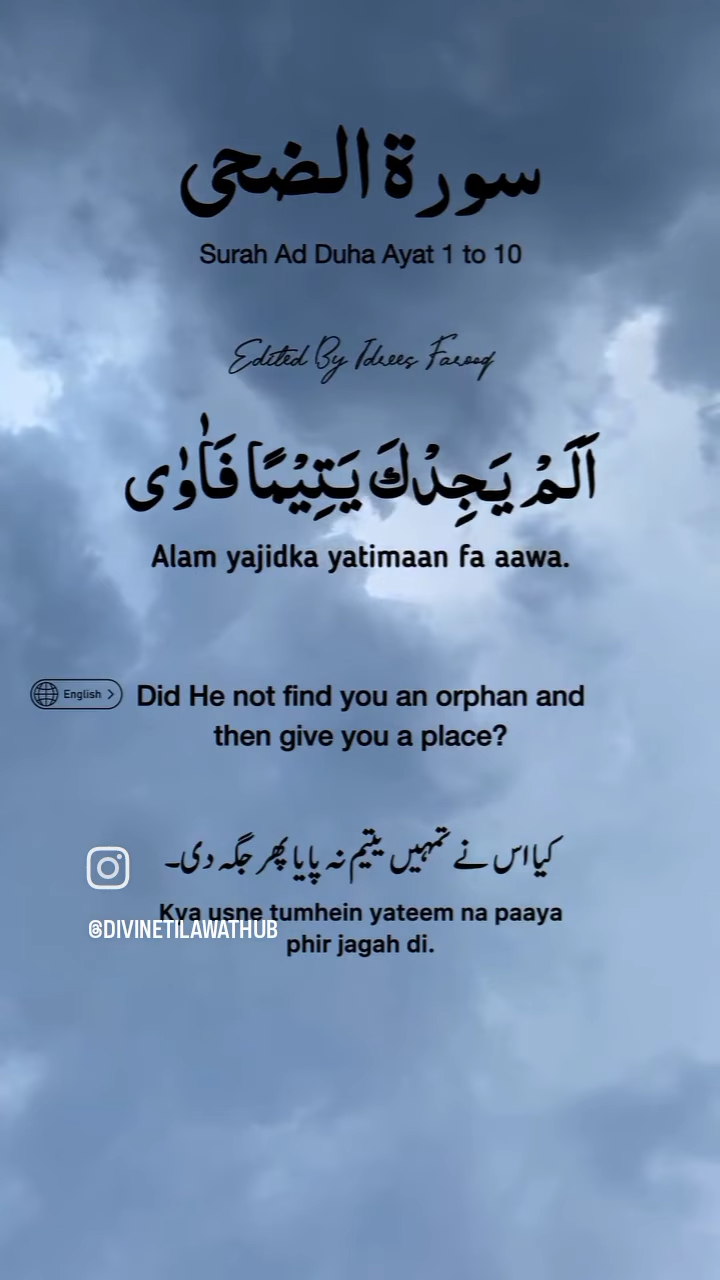 سورة الضحى
Surah Ad Duha Ayat 1 to 10
Edited By Idrees Farooq
اَلَمْ يَجِدْكَ يَتِيْمًا فَاٰوٰى
Alam yajidka yatimaan fa aawa.
English >
Did He not find you an orphan and
then give you a place?
کیا اس نے تمہیں یتیم نہ پایا پھر جگہ دی۔
Kya usne tumhein yateem na paaya
phir jagah di.
@DIVINETILAWATHUB